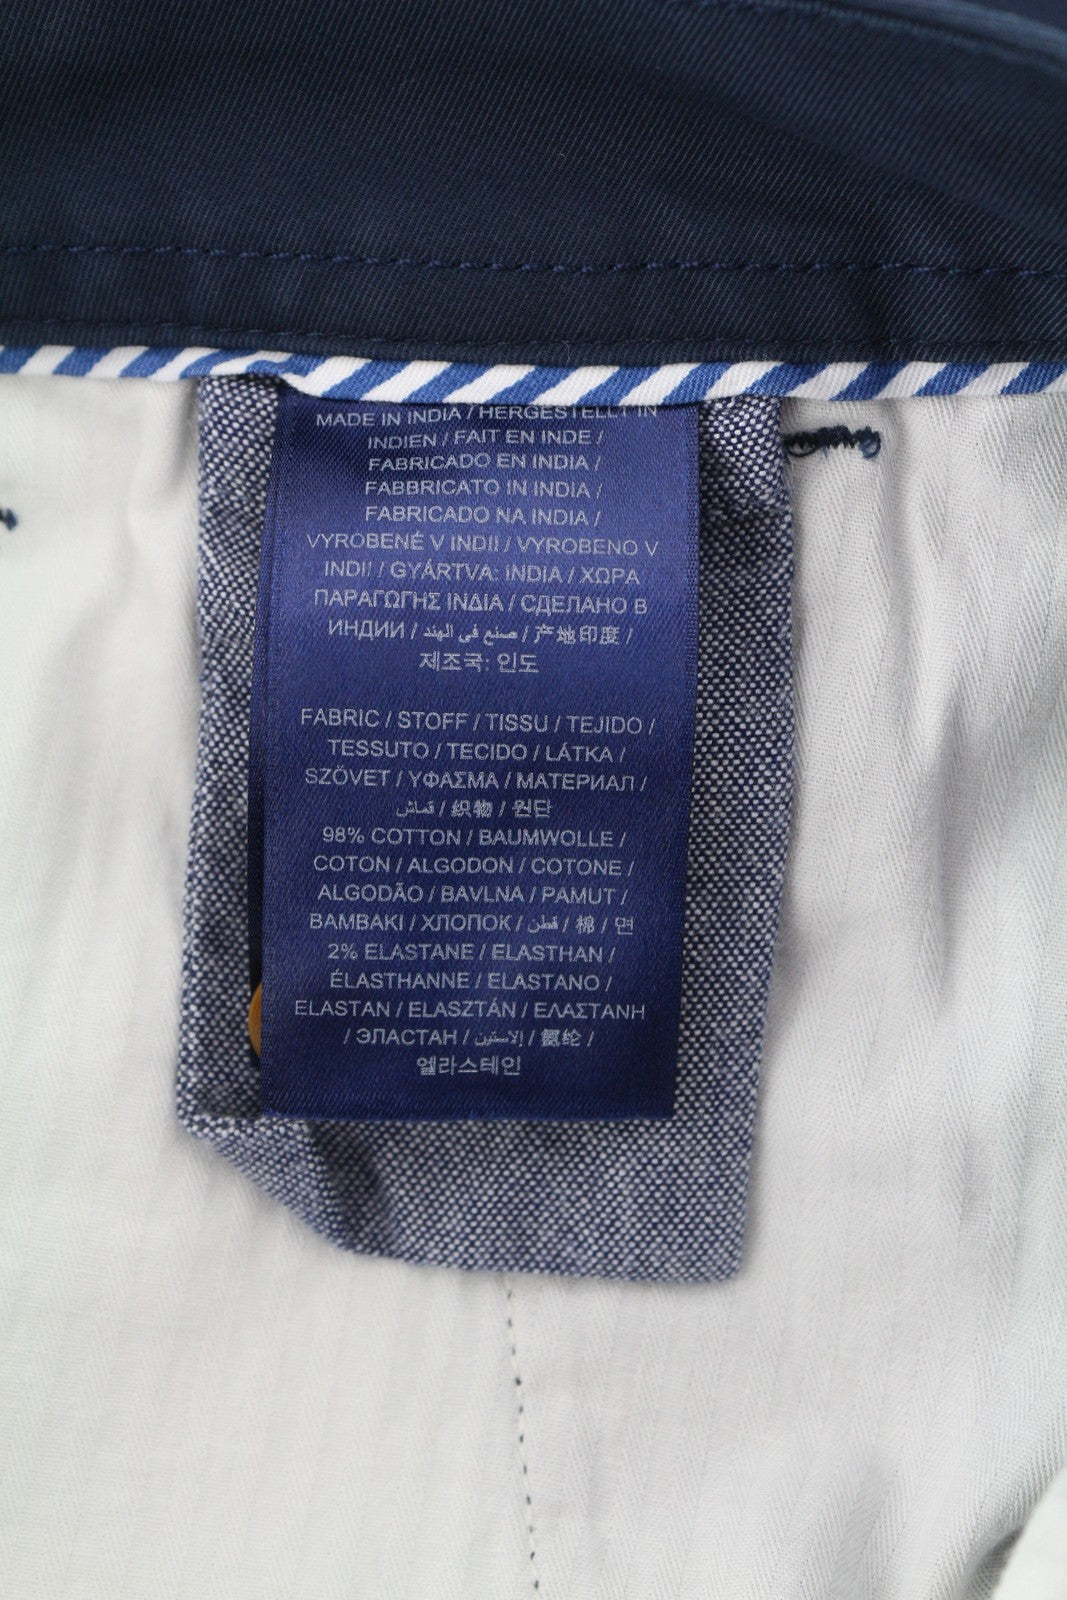 MADE IN INDIA / HERGESTELLT IN
INDIEN / FAIT EN INDE /
FABRICADO EN INDIA /
FABBRICATO IN INDIA /
FABRICADO NA INDIA /
VYROBENÉ V INDII / VYROBENO V
INDII / GYÁRTVA: INDIA / ΧΩΡΑ
ΠΑΡΑΓΩΓΗΣ ΙΝΔΙΑ / СДЕЛАНО В
ИНДИИ / صنع في الهند / 产地印度 /
제조국: 인도
FABRIC / STOFF / TISSU / TEJIDO /
TESSUTO / TECIDO / LÁTKA /
SZÖVET / ΥΦΑΣΜΑ / МАТЕРИАЛ /
قماش / 织物 / 원단
98% COTTON / BAUMWOLLE /
COTON / ALGODON / COTONE /
ALGODÃO / BAVLNA / PAMUT /
BAMBAKI / ХЛОПОК / قطن / 棉 / 면
2% ELASTANE / ELASTHAN /
ÉLASTHANNE / ELASTANO /
ELASTAN / ELASZTÁN / ΕΛΑΣΤΑΝΗ
/ ЭЛАСТАН / إلاستين / 氨纶 /
엘라스테인